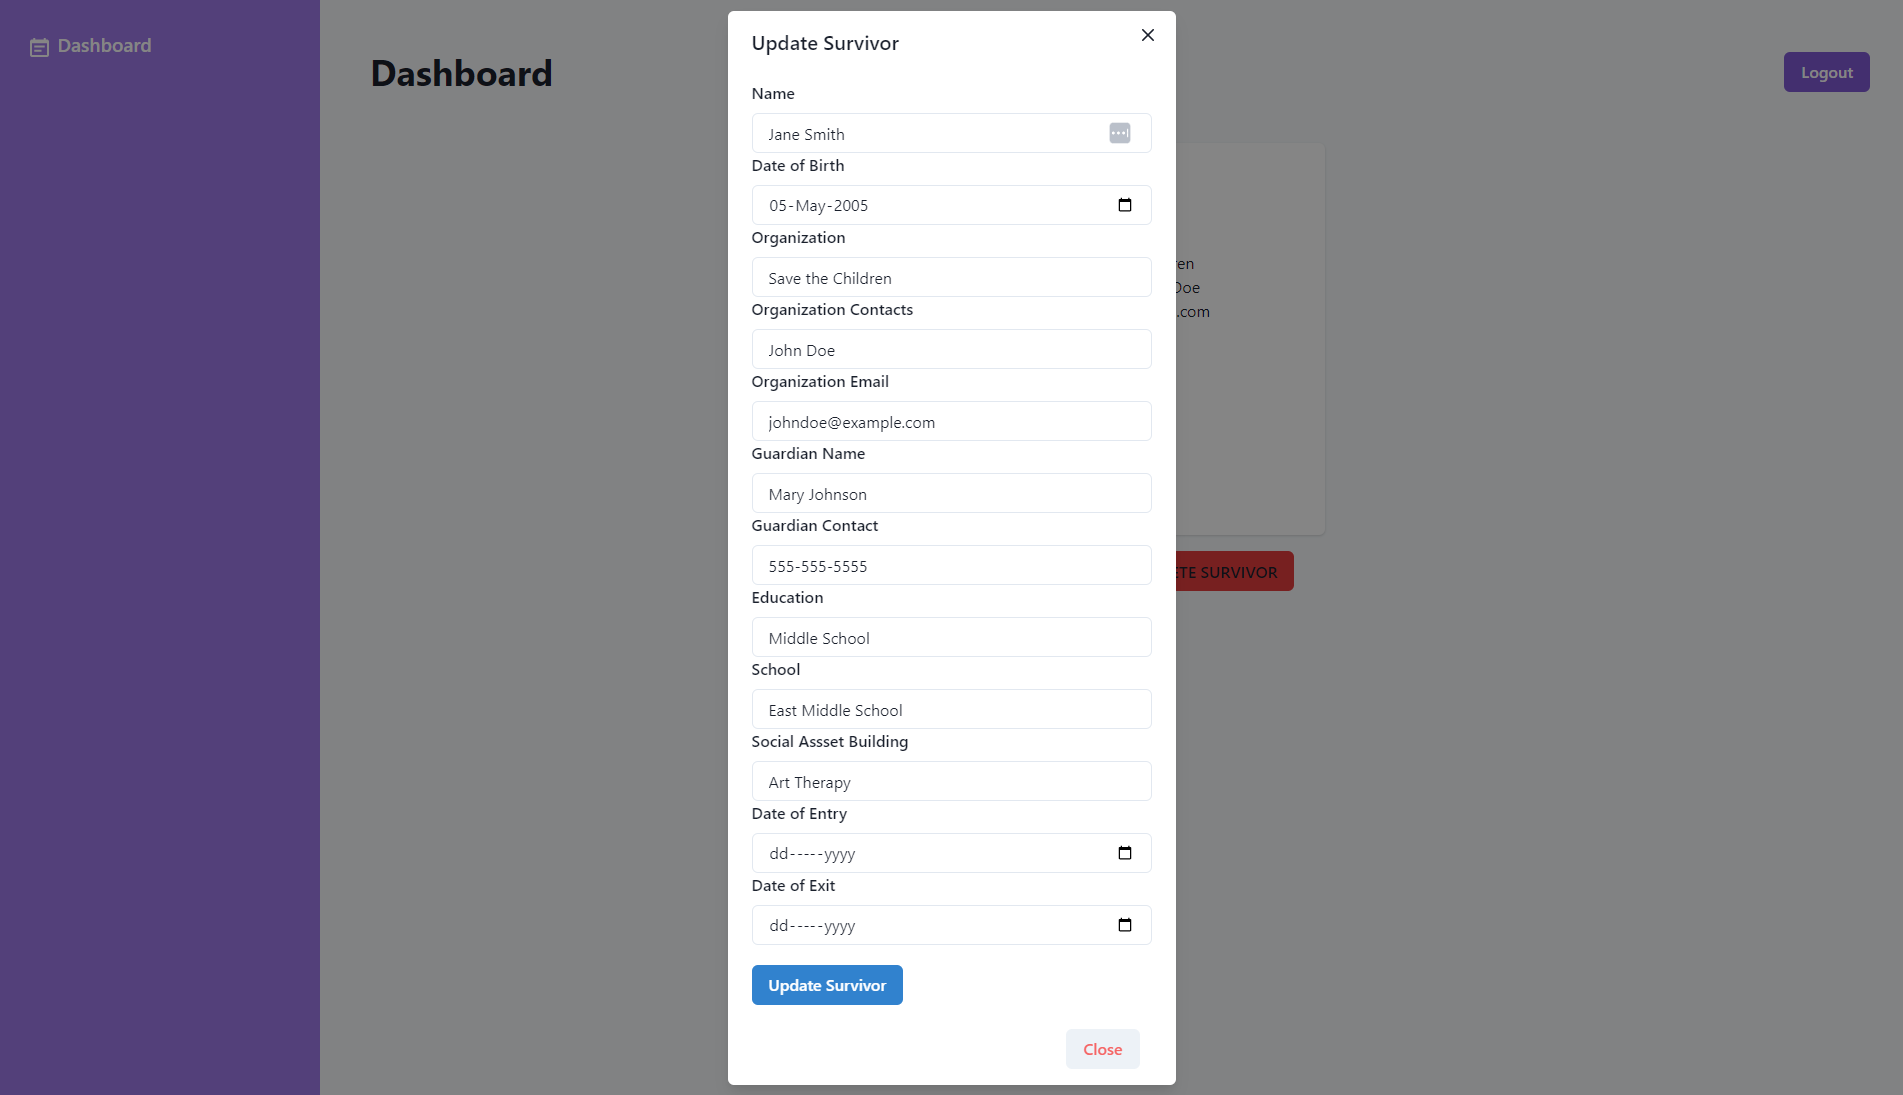 Dashboard
Dashboard
Logout
Update Survivor
Name
Jane Smith
Date of Birth
05-May-2005
Organization
Save the Children
Organization Contacts
John Doe
Organization Email
johndoe@example.com
Guardian Name
Mary Johnson
Guardian Contact
555-555-5555
Education
Middle School
School
East Middle School
Social Assset Building
Art Therapy
Date of Entry
dd-----yyyy
Date of Exit
dd-----yyyy
Update Survivor
Close
ren
Doe
.com
ETE SURVIVOR